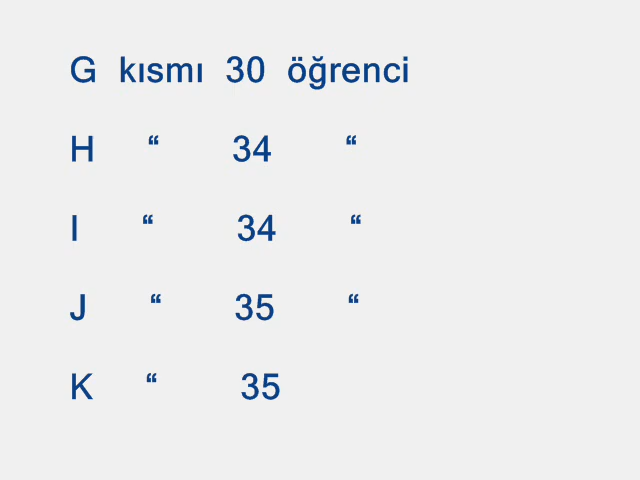 G kısmı 30 öğrenci
H “ 34 “
I “ 34 “
J “ 35 “
K “ 35